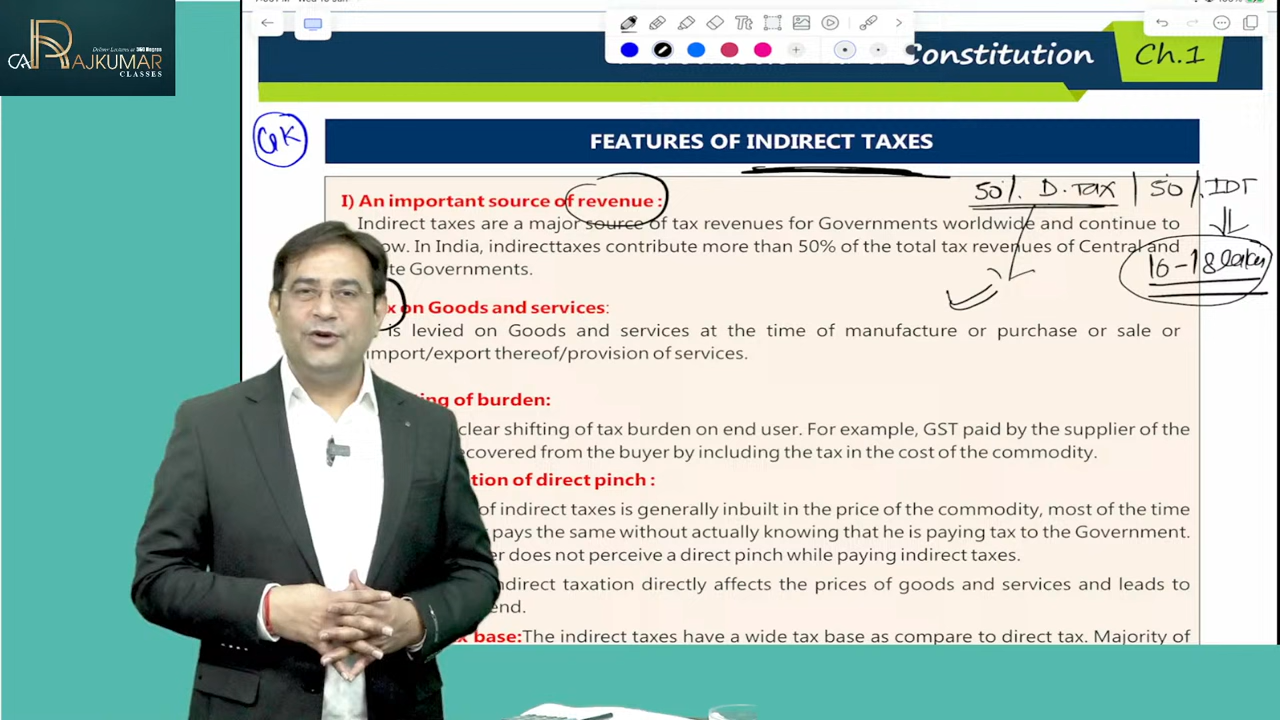 Deliver Lectures at 360 Degree
CA RAJKUMAR
CLASSES
Constitution
Ch.1
GK
FEATURES OF INDIRECT TAXES
50% D.Tax | 50% IDT
I) An important source of revenue :
Indirect taxes are a major source of tax revenues for Governments worldwide and continue to
ow. In India, indirecttaxes contribute more than 50% of the total tax revenues of Central and
te Governments.
16-18 lakh
x on Goods and services:
is levied on Goods and services at the time of manufacture or purchase or sale or
import/export thereof/provision of services.
ing of burden:
clear shifting of tax burden on end user. For example, GST paid by the supplier of the
recovered from the buyer by including the tax in the cost of the commodity.
tion of direct pinch :
of indirect taxes is generally inbuilt in the price of the commodity, most of the time
pays the same without actually knowing that he is paying tax to the Government.
er does not perceive a direct pinch while paying indirect taxes.
ndirect taxation directly affects the prices of goods and services and leads to
end.
x base:The indirect taxes have a wide tax base as compare to direct tax. Majority of